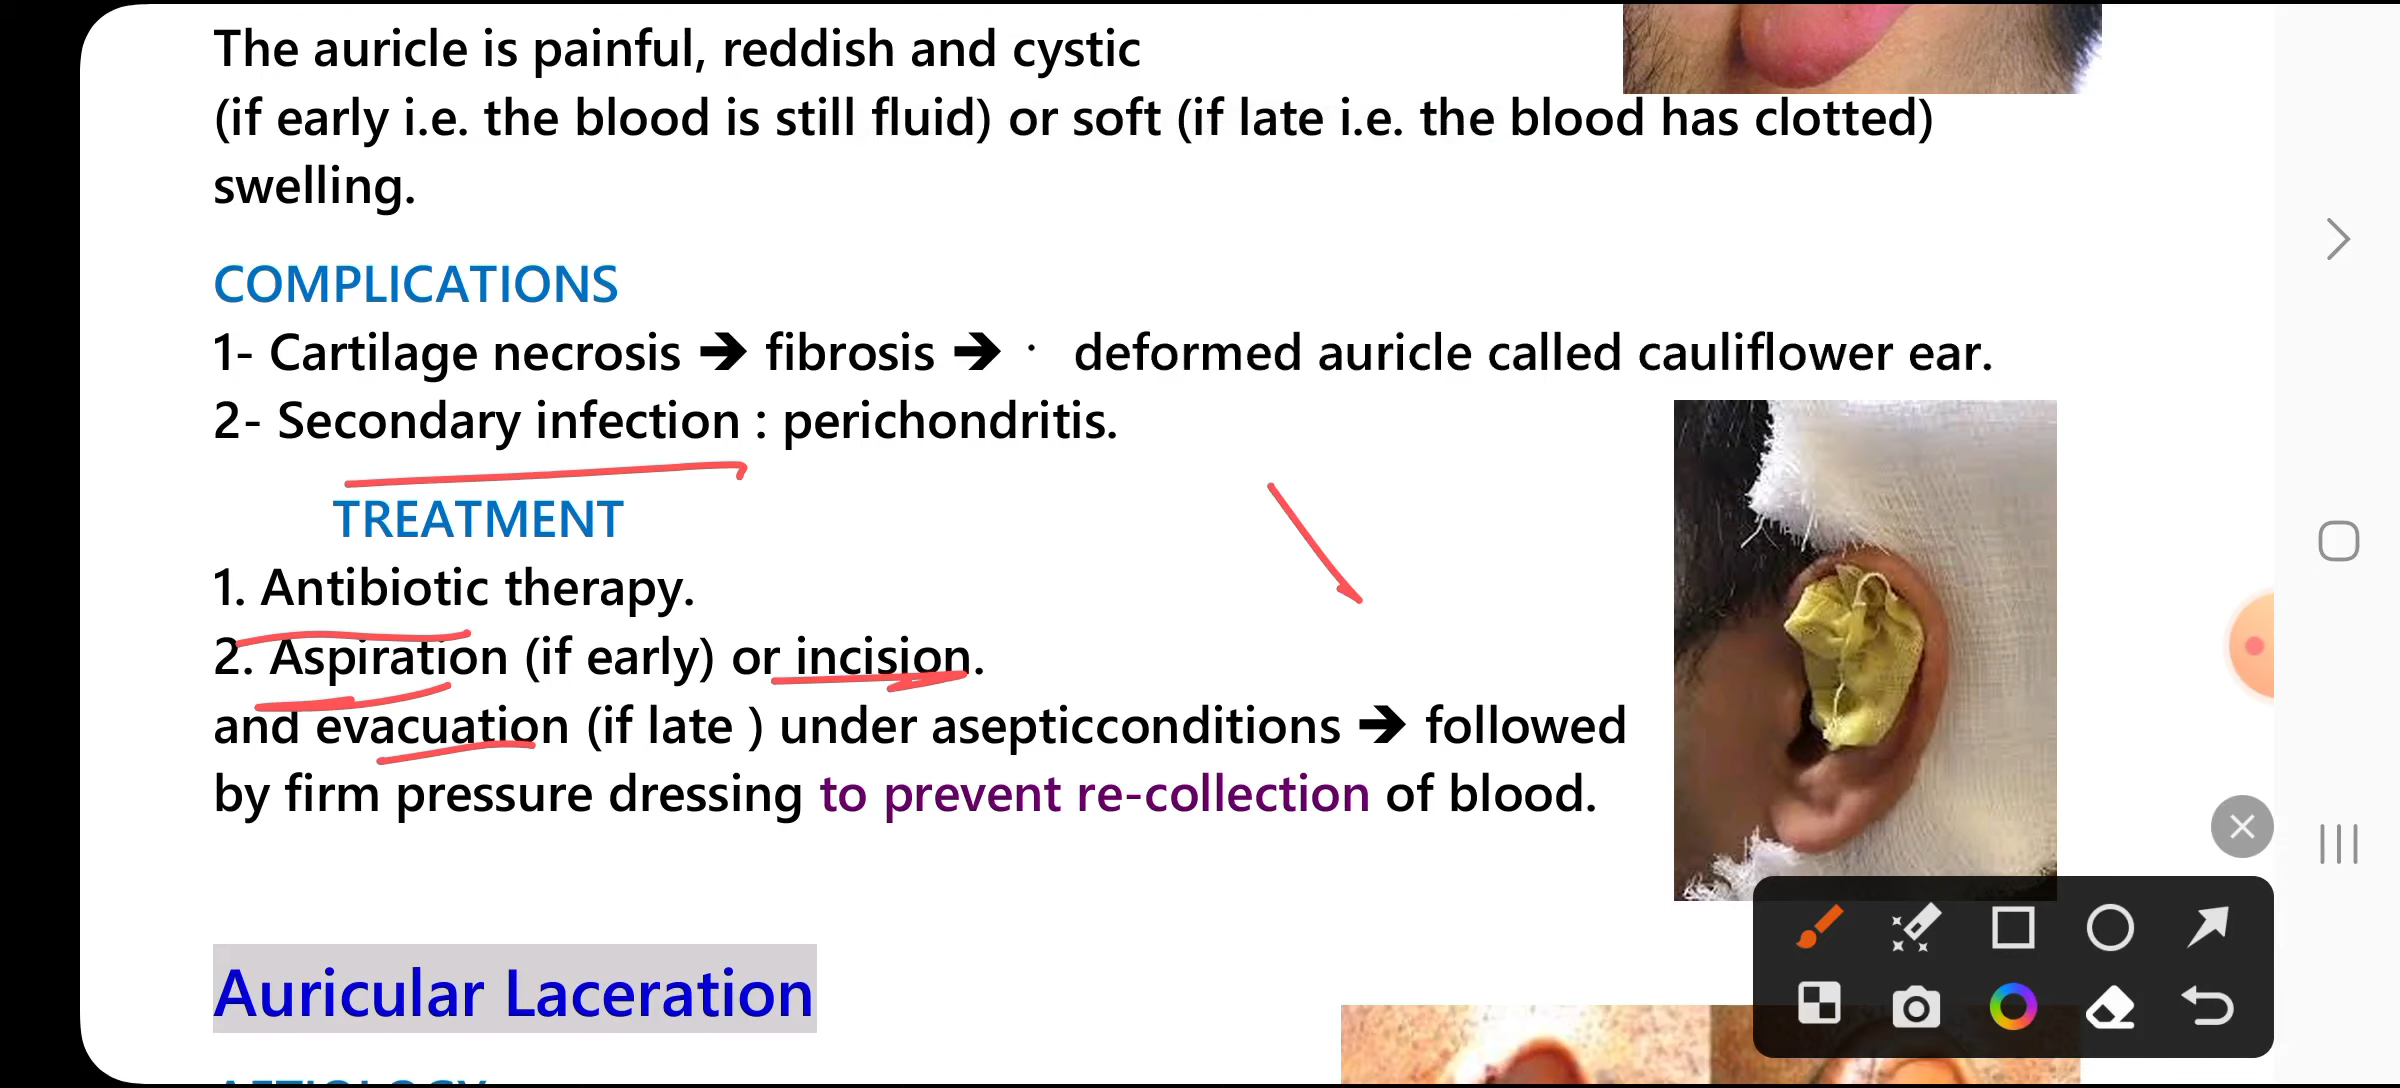 The auricle is painful, reddish and cystic
(if early i.e. the blood is still fluid) or soft (if late i.e. the blood has clotted)
swelling.
COMPLICATIONS
1- Cartilage necrosis ➔ fibrosis ➔ · deformed auricle called cauliflower ear.
2- Secondary infection : perichondritis.
TREATMENT
1. Antibiotic therapy.
2. Aspiration (if early) or incision.
and evacuation (if late ) under asepticconditions ➔ followed
by firm pressure dressing to prevent re-collection of blood.
Auricular Laceration
AETIOLOGY